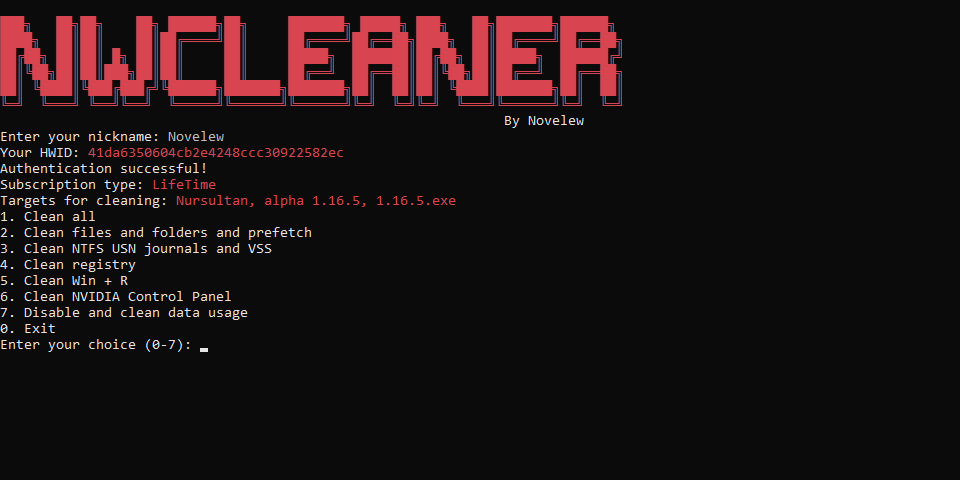 NWCLEANER
By Novelew
Enter your nickname: Novelew
Your HWID: 41da6350604cb2e4248ccc30922582ec
Authentication successful!
Subscription type: LifeTime
Targets for cleaning: Nursultan, alpha 1.16.5, 1.16.5.exe
1. Clean all
2. Clean files and folders and prefetch
3. Clean NTFS USN journals and VSS
4. Clean registry
5. Clean Win + R
6. Clean NVIDIA Control Panel
7. Disable and clean data usage
0. Exit
Enter your choice (0-7):